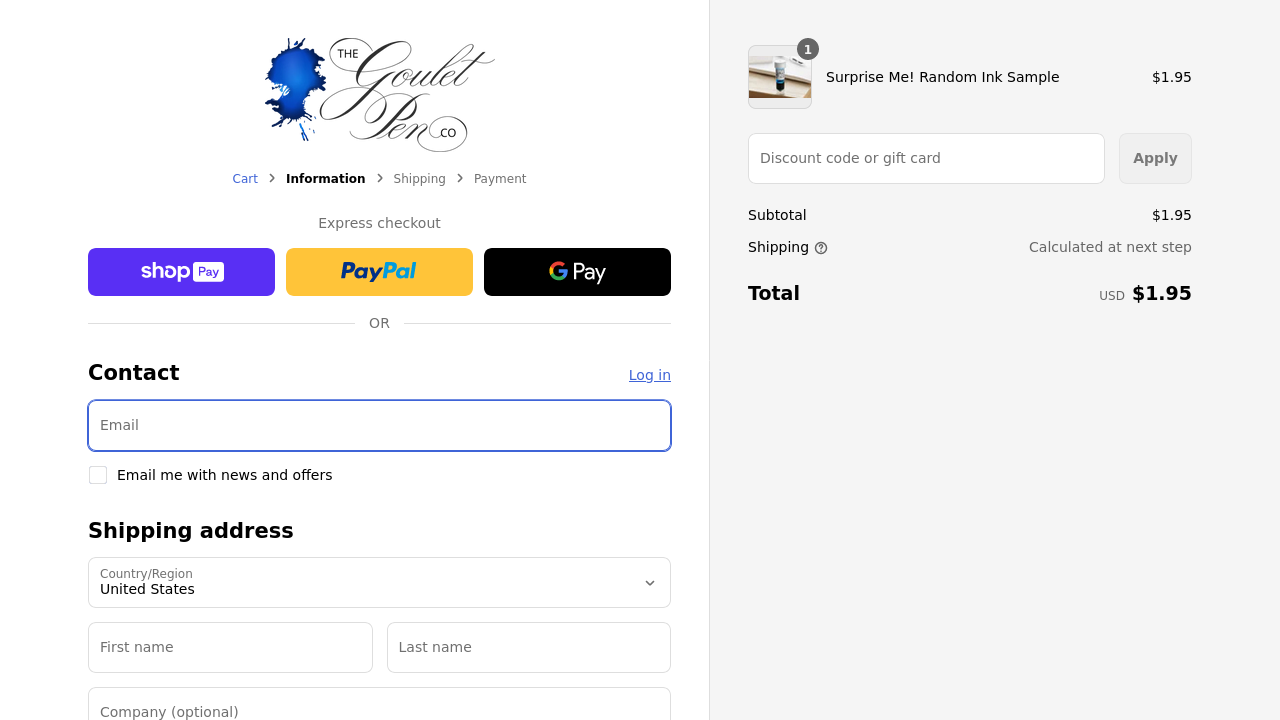 THE
Goulet
Pen
CO
Cart
Information
Shipping
Payment
Express checkout
shop Pay
PayPal
G Pay
OR
Contact
Log in
Email
Email me with news and offers
Shipping address
Country/Region
United States
First name
Last name
Company (optional)
1
Surprise Me! Random Ink Sample
$1.95
Discount code or gift card
Apply
Subtotal
$1.95
Shipping
Calculated at next step
Total
USD $1.95